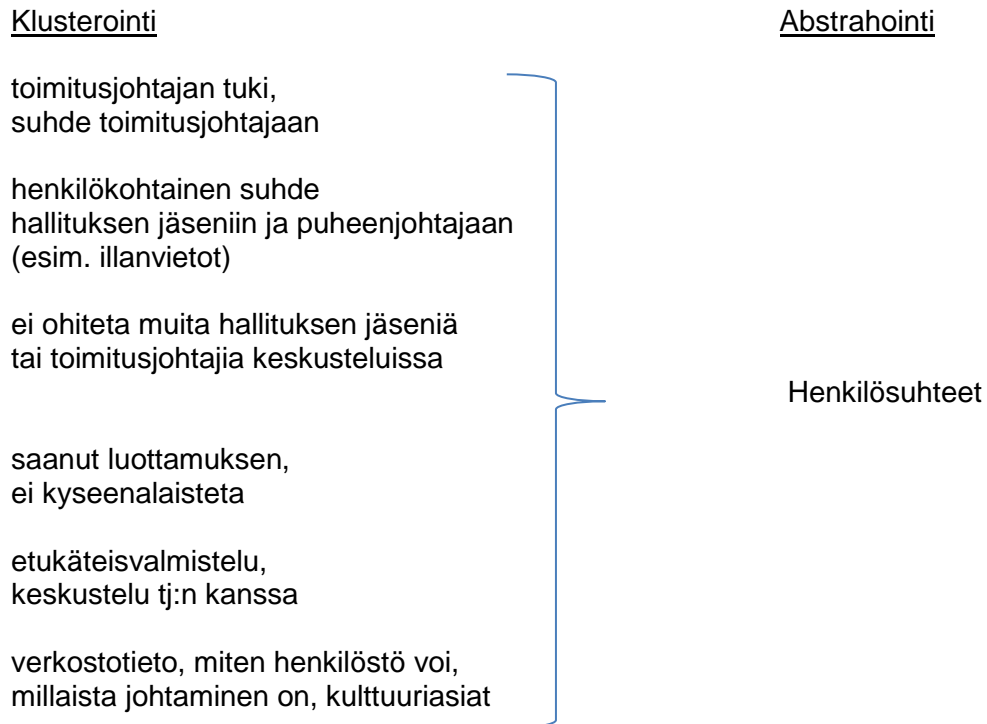 Klusterointi
Abstrahointi
toimitusjohtajan tuki,
suhde toimitusjohtajaan
henkilökohtainen suhde
hallituksen jäseniin ja puheenjohtajaan
(esim. illanvietot)
ei ohiteta muita hallituksen jäseniä
tai toimitusjohtajia keskusteluissa
Henkilösuhteet
saanut luottamuksen,
ei kyseenalaisteta
etukäteisvalmistelu,
keskustelu tj:n kanssa
verkostotieto, miten henkilöstö voi,
millaista johtaminen on, kulttuuriasiat